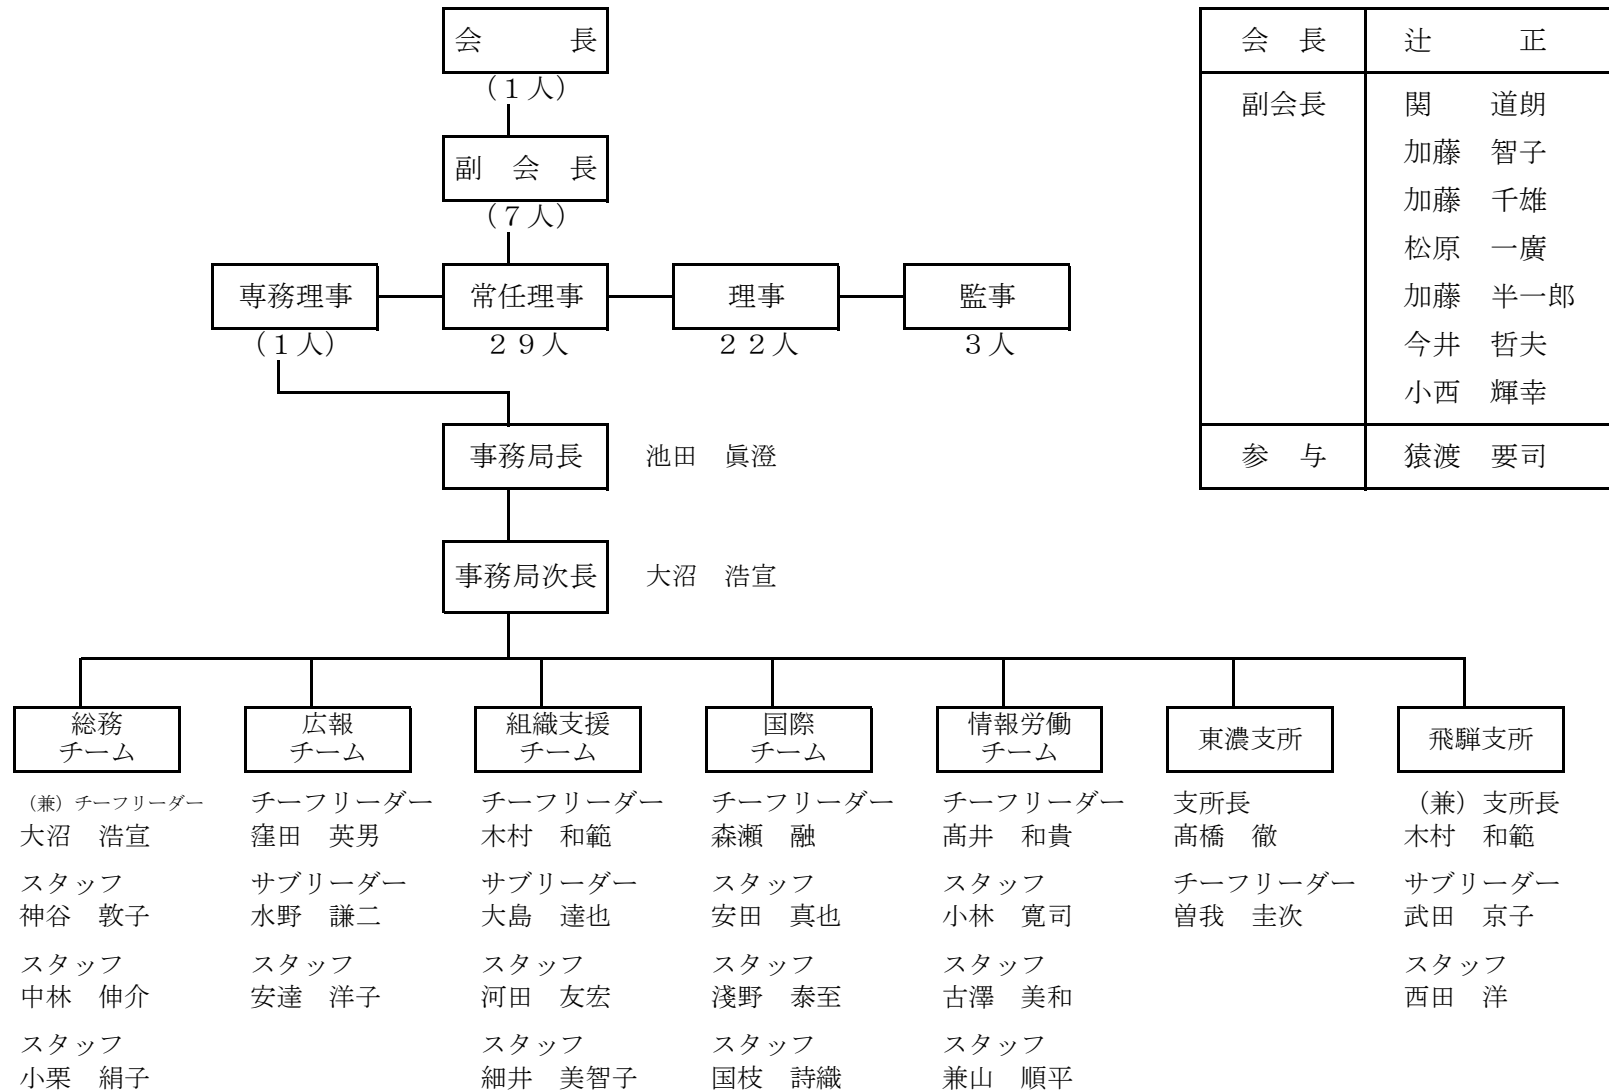 会　　　長
（１人）
副　会　長
（７人）
専務理事　常任理事　理事　監事
（１人）　２９人　２２人　３人
事務局長　池田　眞澄
事務局次長　大沼　浩宣
会　長　辻　　　正
副会長　関　　道朗
加藤　智子
加藤　千雄
松原　一廣
加藤　半一郎
今井　哲夫
小西　輝幸
参　与　猿渡　要司
総務
チーム
（兼）チーフリーダー
大沼　浩宣
スタッフ
神谷　敦子
スタッフ
中林　伸介
スタッフ
小栗　絹子
広報
チーム
チーフリーダー
窪田　英男
サブリーダー
水野　謙二
スタッフ
安達　洋子
組織支援
チーム
チーフリーダー
木村　和範
サブリーダー
大島　達也
スタッフ
河田　友宏
スタッフ
細井　美智子
国際
チーム
チーフリーダー
森瀬　融
スタッフ
安田　真也
スタッフ
淺野　泰至
スタッフ
国枝　詩織
情報労働
チーム
チーフリーダー
髙井　和貴
スタッフ
小林　寛司
スタッフ
古澤　美和
スタッフ
兼山　順平
東濃支所
支所長
髙橋　徹
チーフリーダー
曽我　圭次
飛騨支所
（兼）支所長
木村　和範
サブリーダー
武田　京子
スタッフ
西田　洋